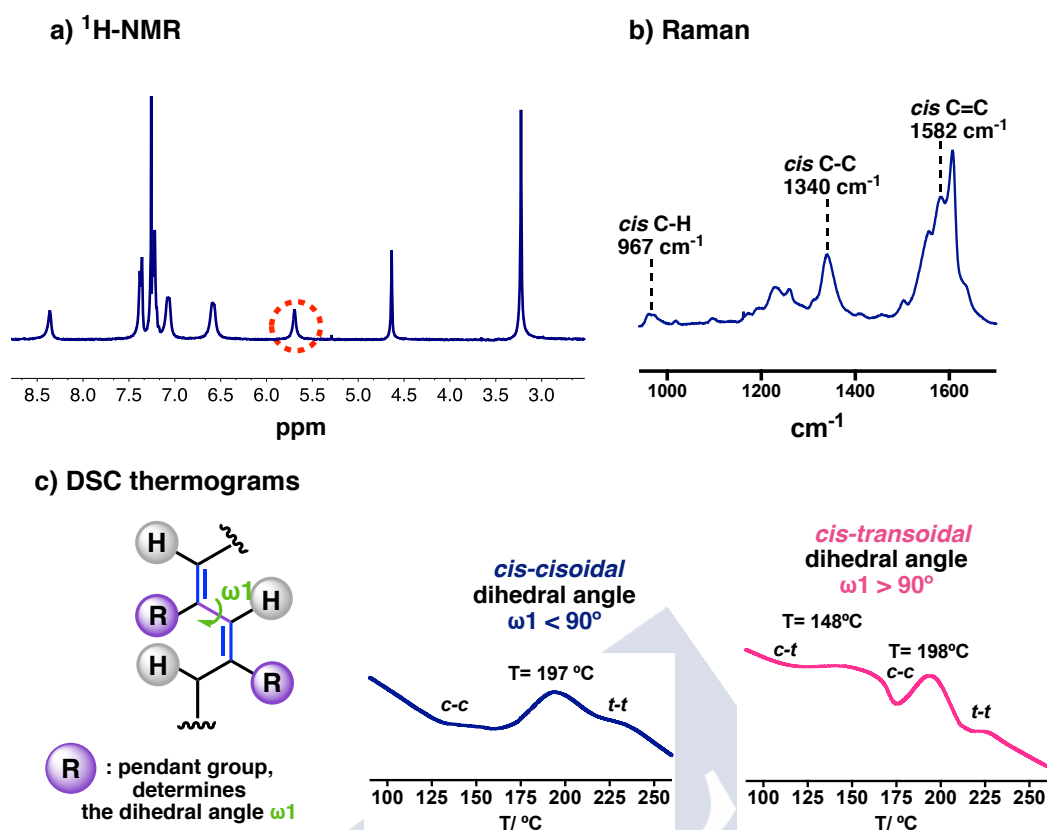 a) ¹H-NMR
8.5 8.0 7.5 7.0 6.5 6.0 5.5 5.0 4.5 4.0 3.5 3.0
ppm
b) Raman
cis C-H
967 cm⁻¹
cis C-C
1340 cm⁻¹
cis C=C
1582 cm⁻¹
1000 1200 1400 1600
cm⁻¹
c) DSC thermograms
H
ω1
H
R
H
R
R : pendant group,
determines
the dihedral angle ω1
cis-cisoidal
dihedral angle
ω1 < 90º
T= 197 ºC
c-c
t-t
100 125 150 175 200 225 250
T/ ºC
cis-transoidal
dihedral angle
ω1 > 90º
T= 148ºC
c-t
T= 198ºC
c-c
t-t
100 125 150 175 200 225 250
T/ ºC